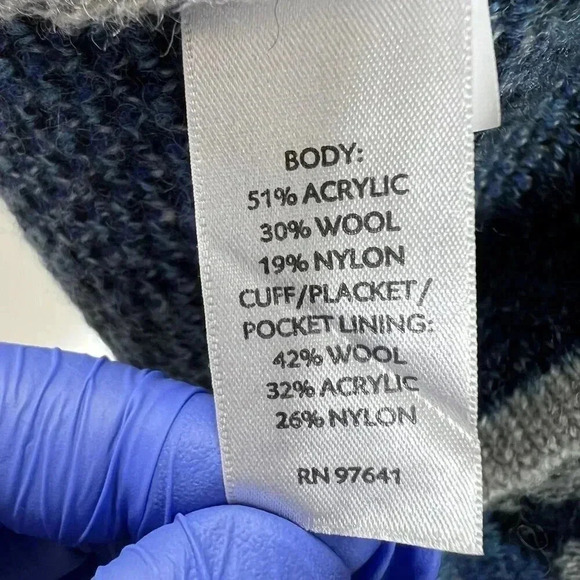 BODY:
51% ACRYLIC
30% WOOL
19% NYLON
CUFF/PLACKET/
POCKET LINING:
42% WOOL
32% ACRYLIC
26% NYLON
RN 97641